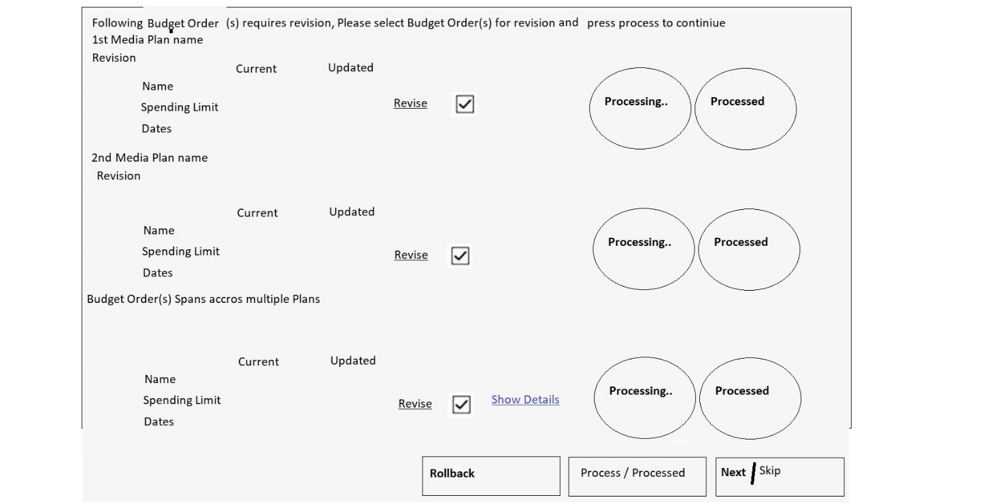 Following Budget Order (s) requires revision, Please select Budget Order(s) for revision and press process to continiue
1st Media Plan name
Revision
Current Updated
Name
Spending Limit Revise Processing.. Processed
Dates
2nd Media Plan name
Revision
Current Updated
Name
Spending Limit Revise Processing.. Processed
Dates
Budget Order(s) Spans accros multiple Plans
Current Updated
Name
Spending Limit Revise Show Details Processing.. Processed
Dates
Rollback Process / Processed Next / Skip